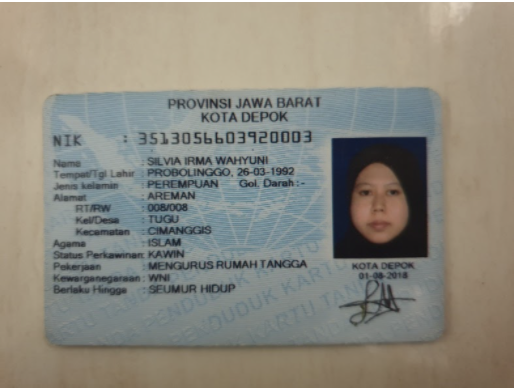 PROVINSI JAWA BARAT
KOTA DEPOK
NIK : 3513056603920003
Nama : SILVIA IRMA WAHYUNI
Tempat/Tgl Lahir : PROBOLINGGO, 26-03-1992
Jenis kelamin : PEREMPUAN Gol. Darah : -
Alamat : AREMAN
RT/RW : 008/008
Kel/Desa : TUGU
Kecamatan : CIMANGGIS
Agama : ISLAM
Status Perkawinan: KAWIN
Pekerjaan : MENGURUS RUMAH TANGGA
Kewarganegaraan: WNI
Berlaku Hingga : SEUMUR HIDUP
KOTA DEPOK
01-08-2018